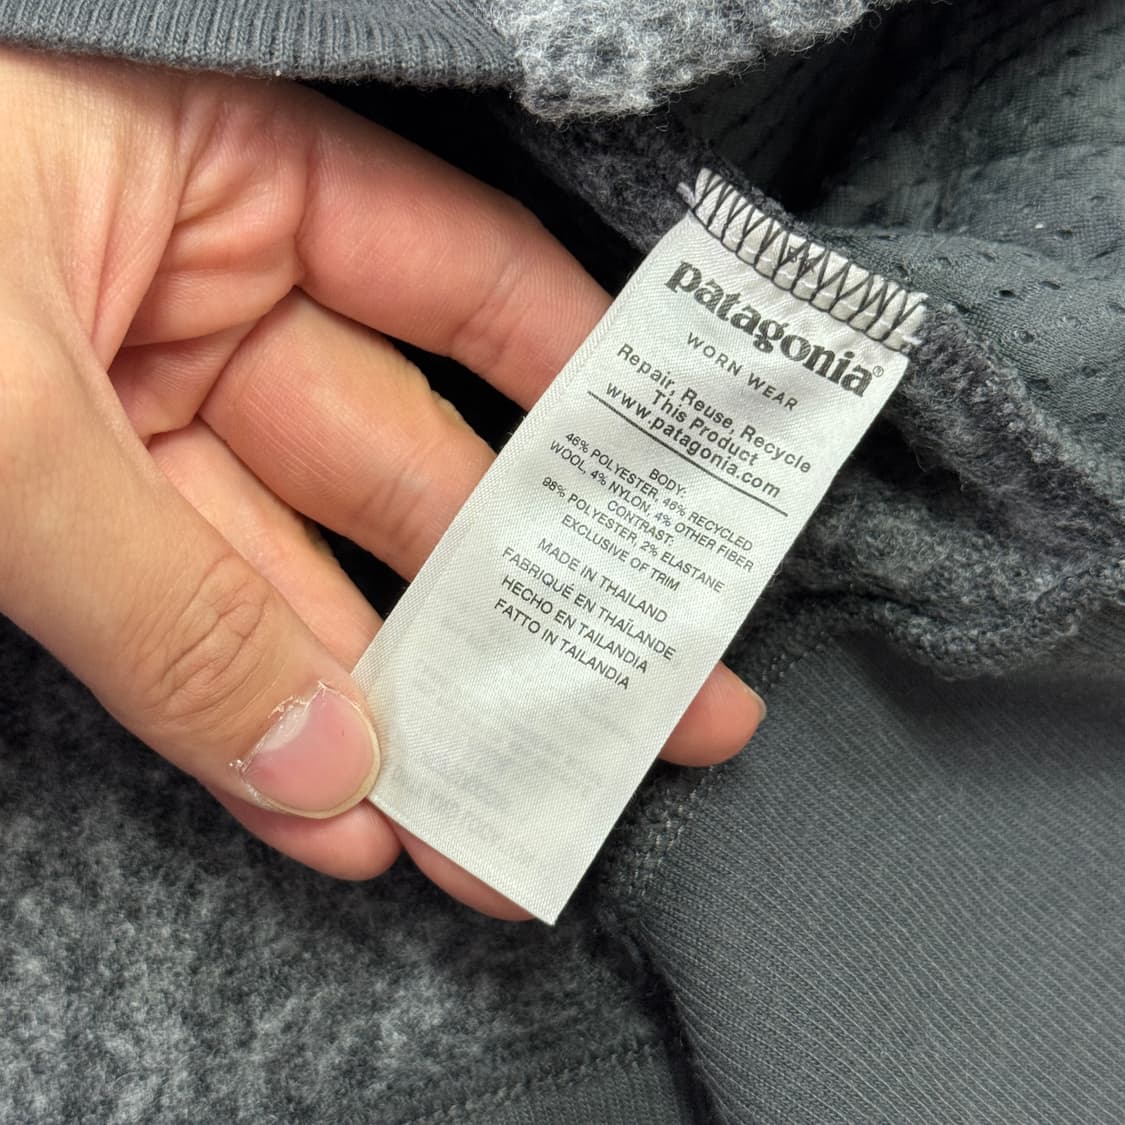 patagonia®
WORN WEAR
Repair, Reuse, Recycle
This Product
www.patagonia.com
BODY:
46% POLYESTER, 46% RECYCLED
WOOL, 4% NYLON, 4% OTHER FIBER
CONTRAST:
98% POLYESTER, 2% ELASTANE
EXCLUSIVE OF TRIM
MADE IN THAILAND
FABRIQUÉ EN THAÏLANDE
HECHO EN TAILANDIA
FATTO IN TAILANDIA